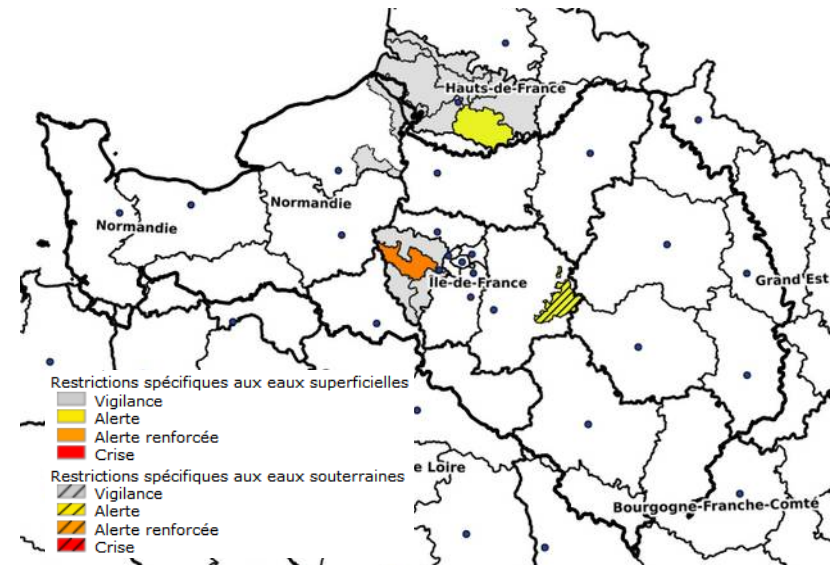 Hauts-de-France
Normandie
Normandie
Île-de-France
Grand Est
Restrictions spécifiques aux eaux superficielles
Vigilance
Alerte
Alerte renforcée
Crise
Restrictions spécifiques aux eaux souterraines
Vigilance
Alerte
Alerte renforcée
Crise
e Loire
Bourgogne-Franche-Comté